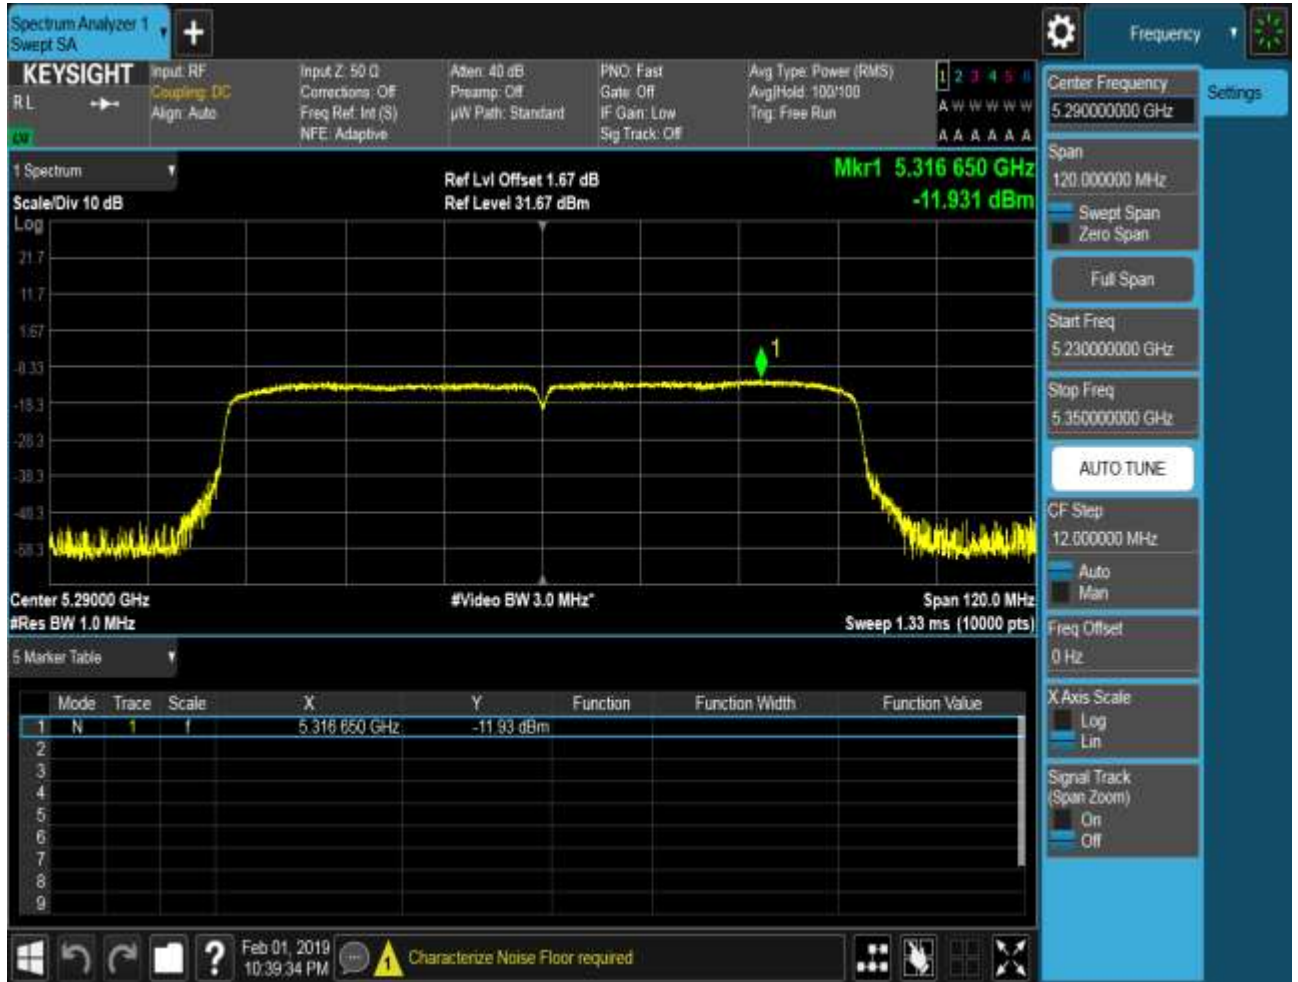 Spectrum Analyzer 1
Swept SA
+
Frequency
KEYSIGHT
RL
Input: RF
Coupling: DC
Align: Auto
Input Z: 50 Ω
Corrections: Off
Freq Ref: Int (S)
NFE: Adaptive
Atten: 40 dB
Preamp: Off
µW Path: Standard
PNO: Fast
Gate: Off
IF Gain: Low
Sig Track: Off
Avg Type: Power (RMS)
Avg|Hold: 100/100
Trig: Free Run
1 2 3 4 5 6
A W W W W W
A A A A A A
1 Spectrum
Scale/Div 10 dB
Ref Lvl Offset 1.67 dB
Ref Level 31.67 dBm
Mkr1 5.316 650 GHz
-11.931 dBm
Log
21.7
11.7
1.67
-8.33
-18.3
-28.3
-38.3
-48.3
-58.3
1
Center 5.29000 GHz
#Res BW 1.0 MHz
#Video BW 3.0 MHz*
Span 120.0 MHz
Sweep 1.33 ms (10000 pts)
5 Marker Table
Mode Trace Scale X Y Function Function Width Function Value
1 N 1 f 5.316 650 GHz -11.93 dBm
2
3
4
5
6
7
8
9
Feb 01, 2019
10:39:34 PM
?
1
Characterize Noise Floor required
Settings
Center Frequency
5.290000000 GHz
Span
120.000000 MHz
Swept Span
Zero Span
Full Span
Start Freq
5.230000000 GHz
Stop Freq
5.350000000 GHz
AUTO TUNE
CF Step
12.000000 MHz
Auto
Man
Freq Offset
0 Hz
X Axis Scale
Log
Lin
Signal Track
(Span Zoom)
On
Off